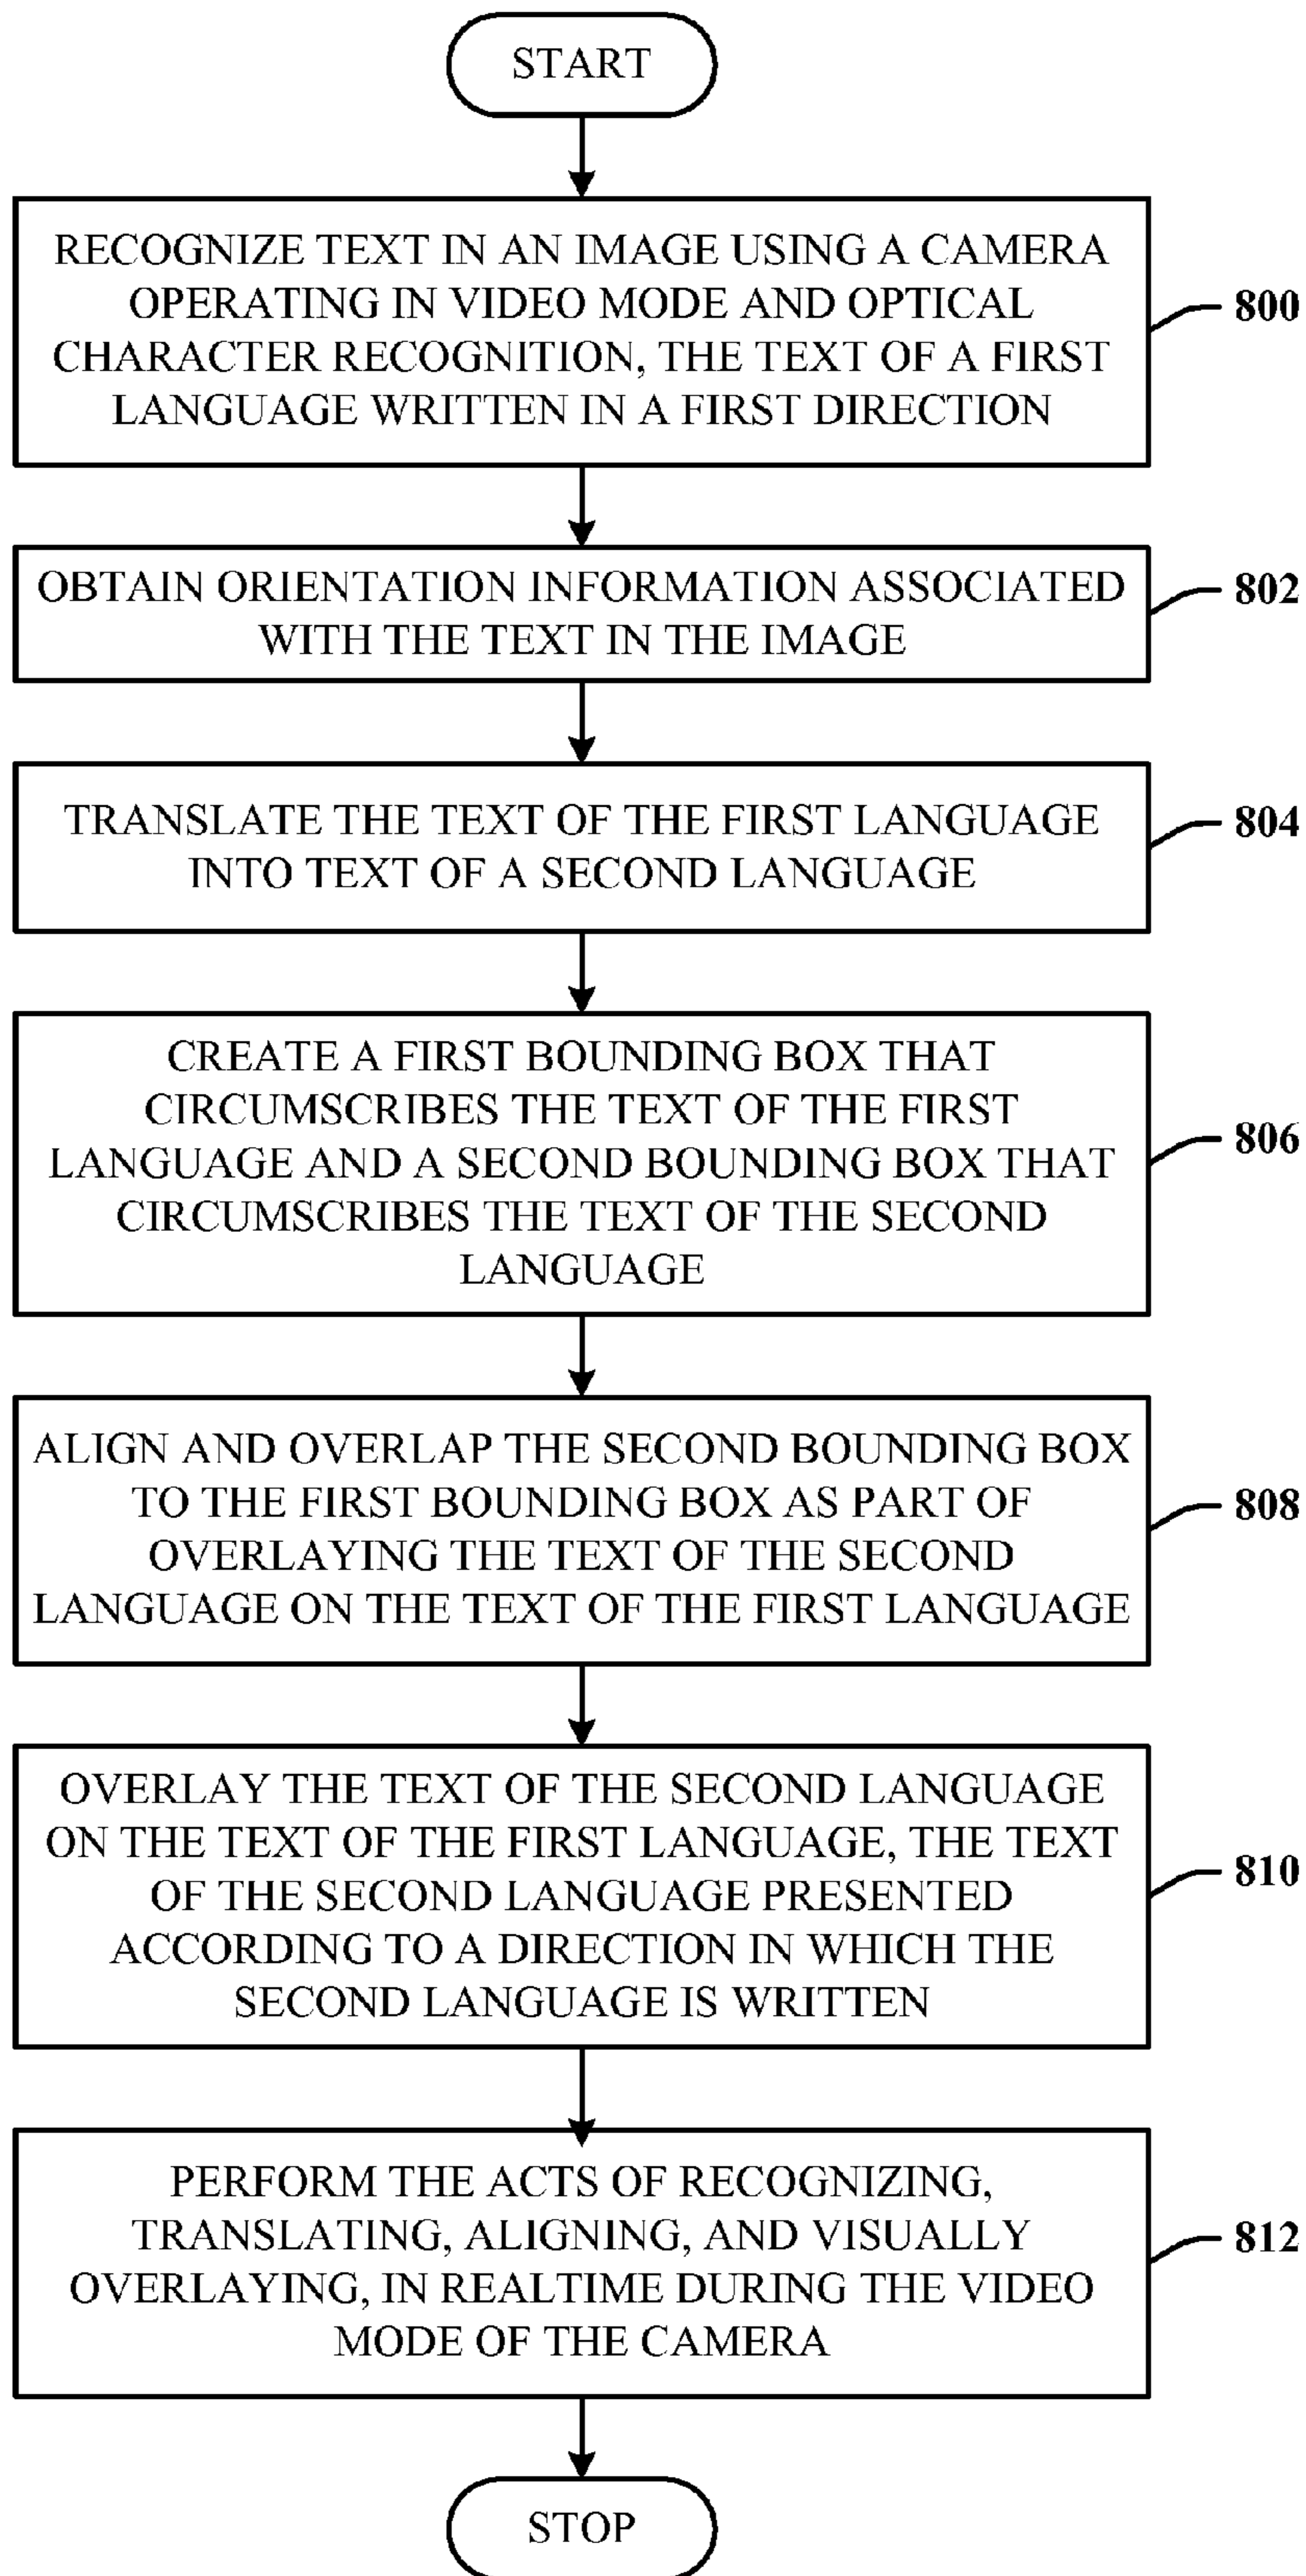 START
RECOGNIZE TEXT IN AN IMAGE USING A CAMERA
OPERATING IN VIDEO MODE AND OPTICAL
CHARACTER RECOGNITION, THE TEXT OF A FIRST
LANGUAGE WRITTEN IN A FIRST DIRECTION
800
OBTAIN ORIENTATION INFORMATION ASSOCIATED
WITH THE TEXT IN THE IMAGE
802
TRANSLATE THE TEXT OF THE FIRST LANGUAGE
INTO TEXT OF A SECOND LANGUAGE
804
CREATE A FIRST BOUNDING BOX THAT
CIRCUMSCRIBES THE TEXT OF THE FIRST
LANGUAGE AND A SECOND BOUNDING BOX THAT
CIRCUMSCRIBES THE TEXT OF THE SECOND
LANGUAGE
806
ALIGN AND OVERLAP THE SECOND BOUNDING BOX
TO THE FIRST BOUNDING BOX AS PART OF
OVERLAYING THE TEXT OF THE SECOND
LANGUAGE ON THE TEXT OF THE FIRST LANGUAGE
808
OVERLAY THE TEXT OF THE SECOND LANGUAGE
ON THE TEXT OF THE FIRST LANGUAGE, THE TEXT
OF THE SECOND LANGUAGE PRESENTED
ACCORDING TO A DIRECTION IN WHICH THE
SECOND LANGUAGE IS WRITTEN
810
PERFORM THE ACTS OF RECOGNIZING,
TRANSLATING, ALIGNING, AND VISUALLY
OVERLAYING, IN REALTIME DURING THE VIDEO
MODE OF THE CAMERA
812
STOP